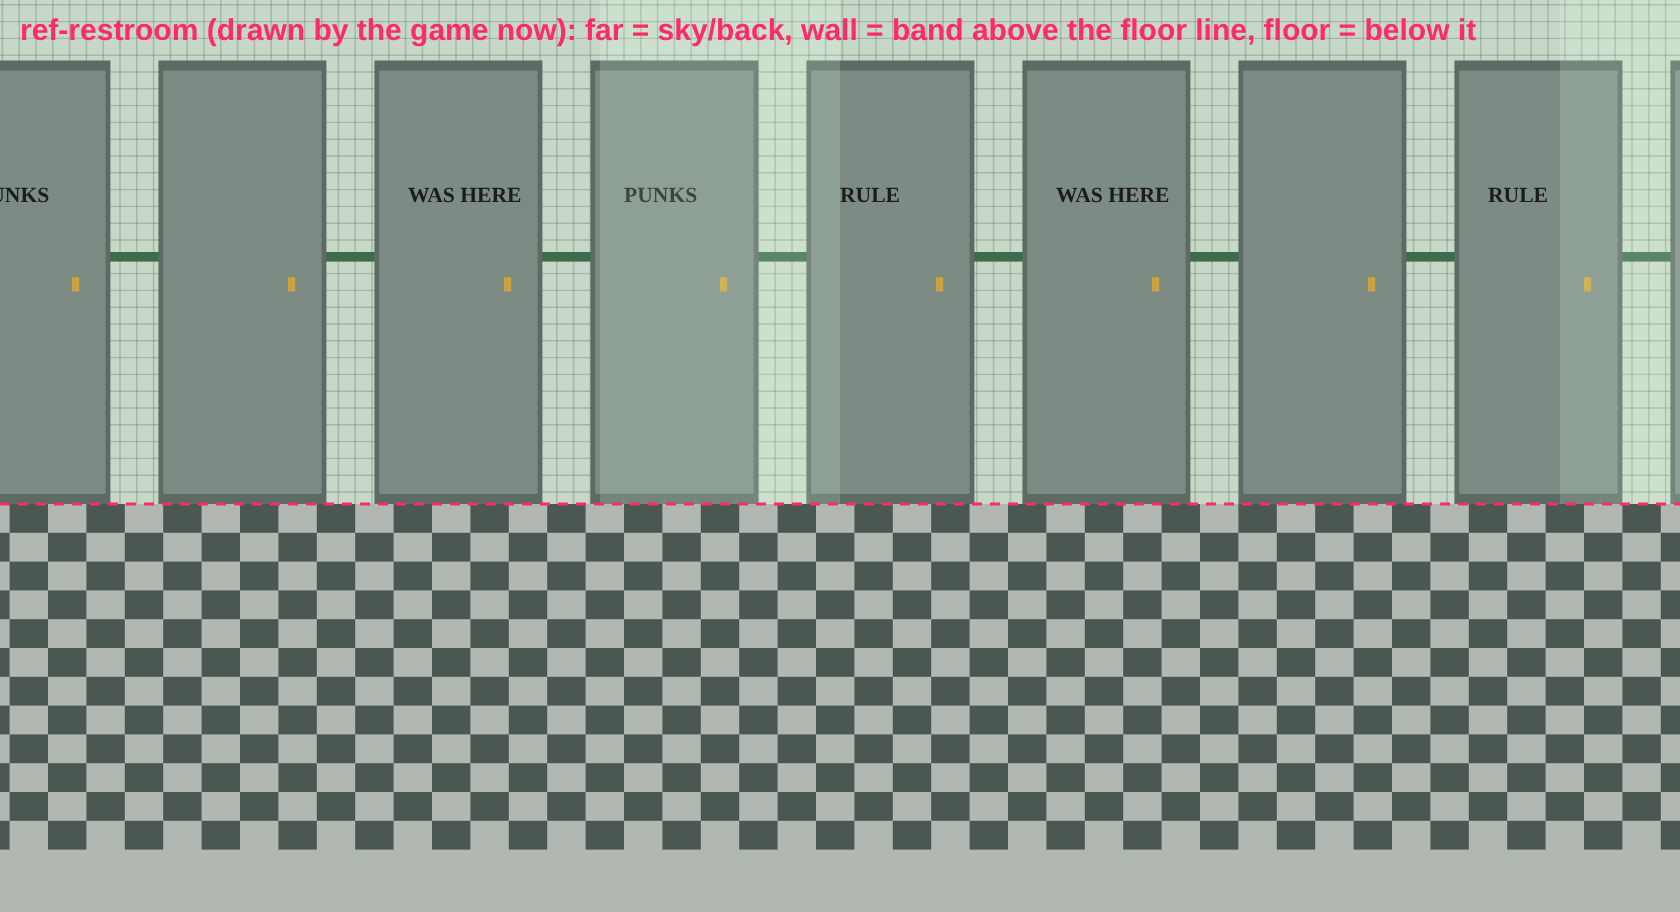 ref-restroom (drawn by the game now): far = sky/back, wall = band above the floor line, floor = below it
UNKS WAS HERE PUNKS RULE WAS HERE RULE